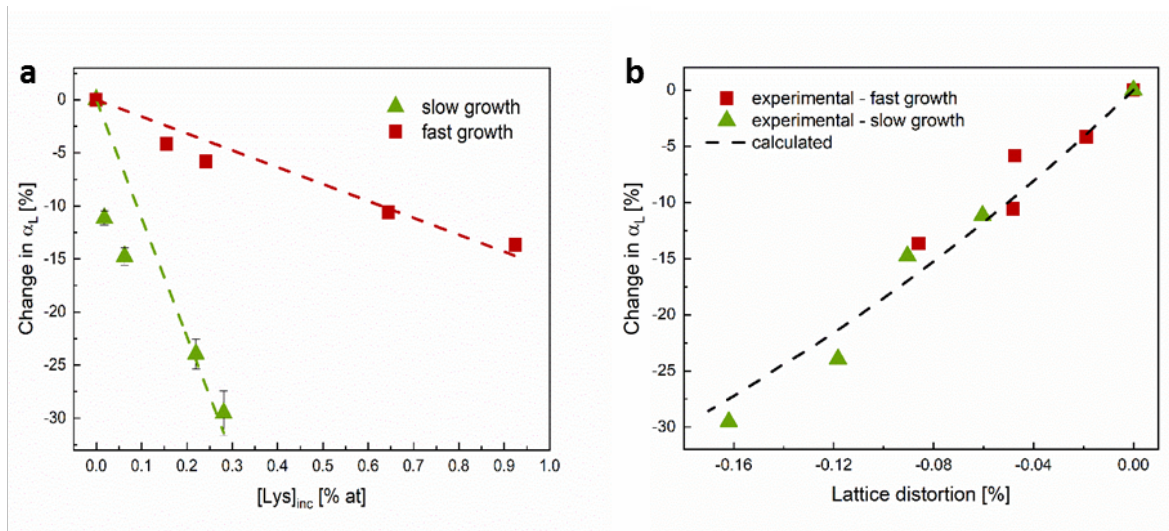 a
b
0
-5
-10
-15
-20
-25
-30
Change in αL [%]
slow growth
fast growth
0.0 0.1 0.2 0.3 0.4 0.5 0.6 0.7 0.8 0.9 1.0
[Lys]inc [% at]
0
-5
-10
-15
-20
-25
-30
Change in αL [%]
experimental - fast growth
experimental - slow growth
calculated
-0.16 -0.12 -0.08 -0.04 0.00
Lattice distortion [%]